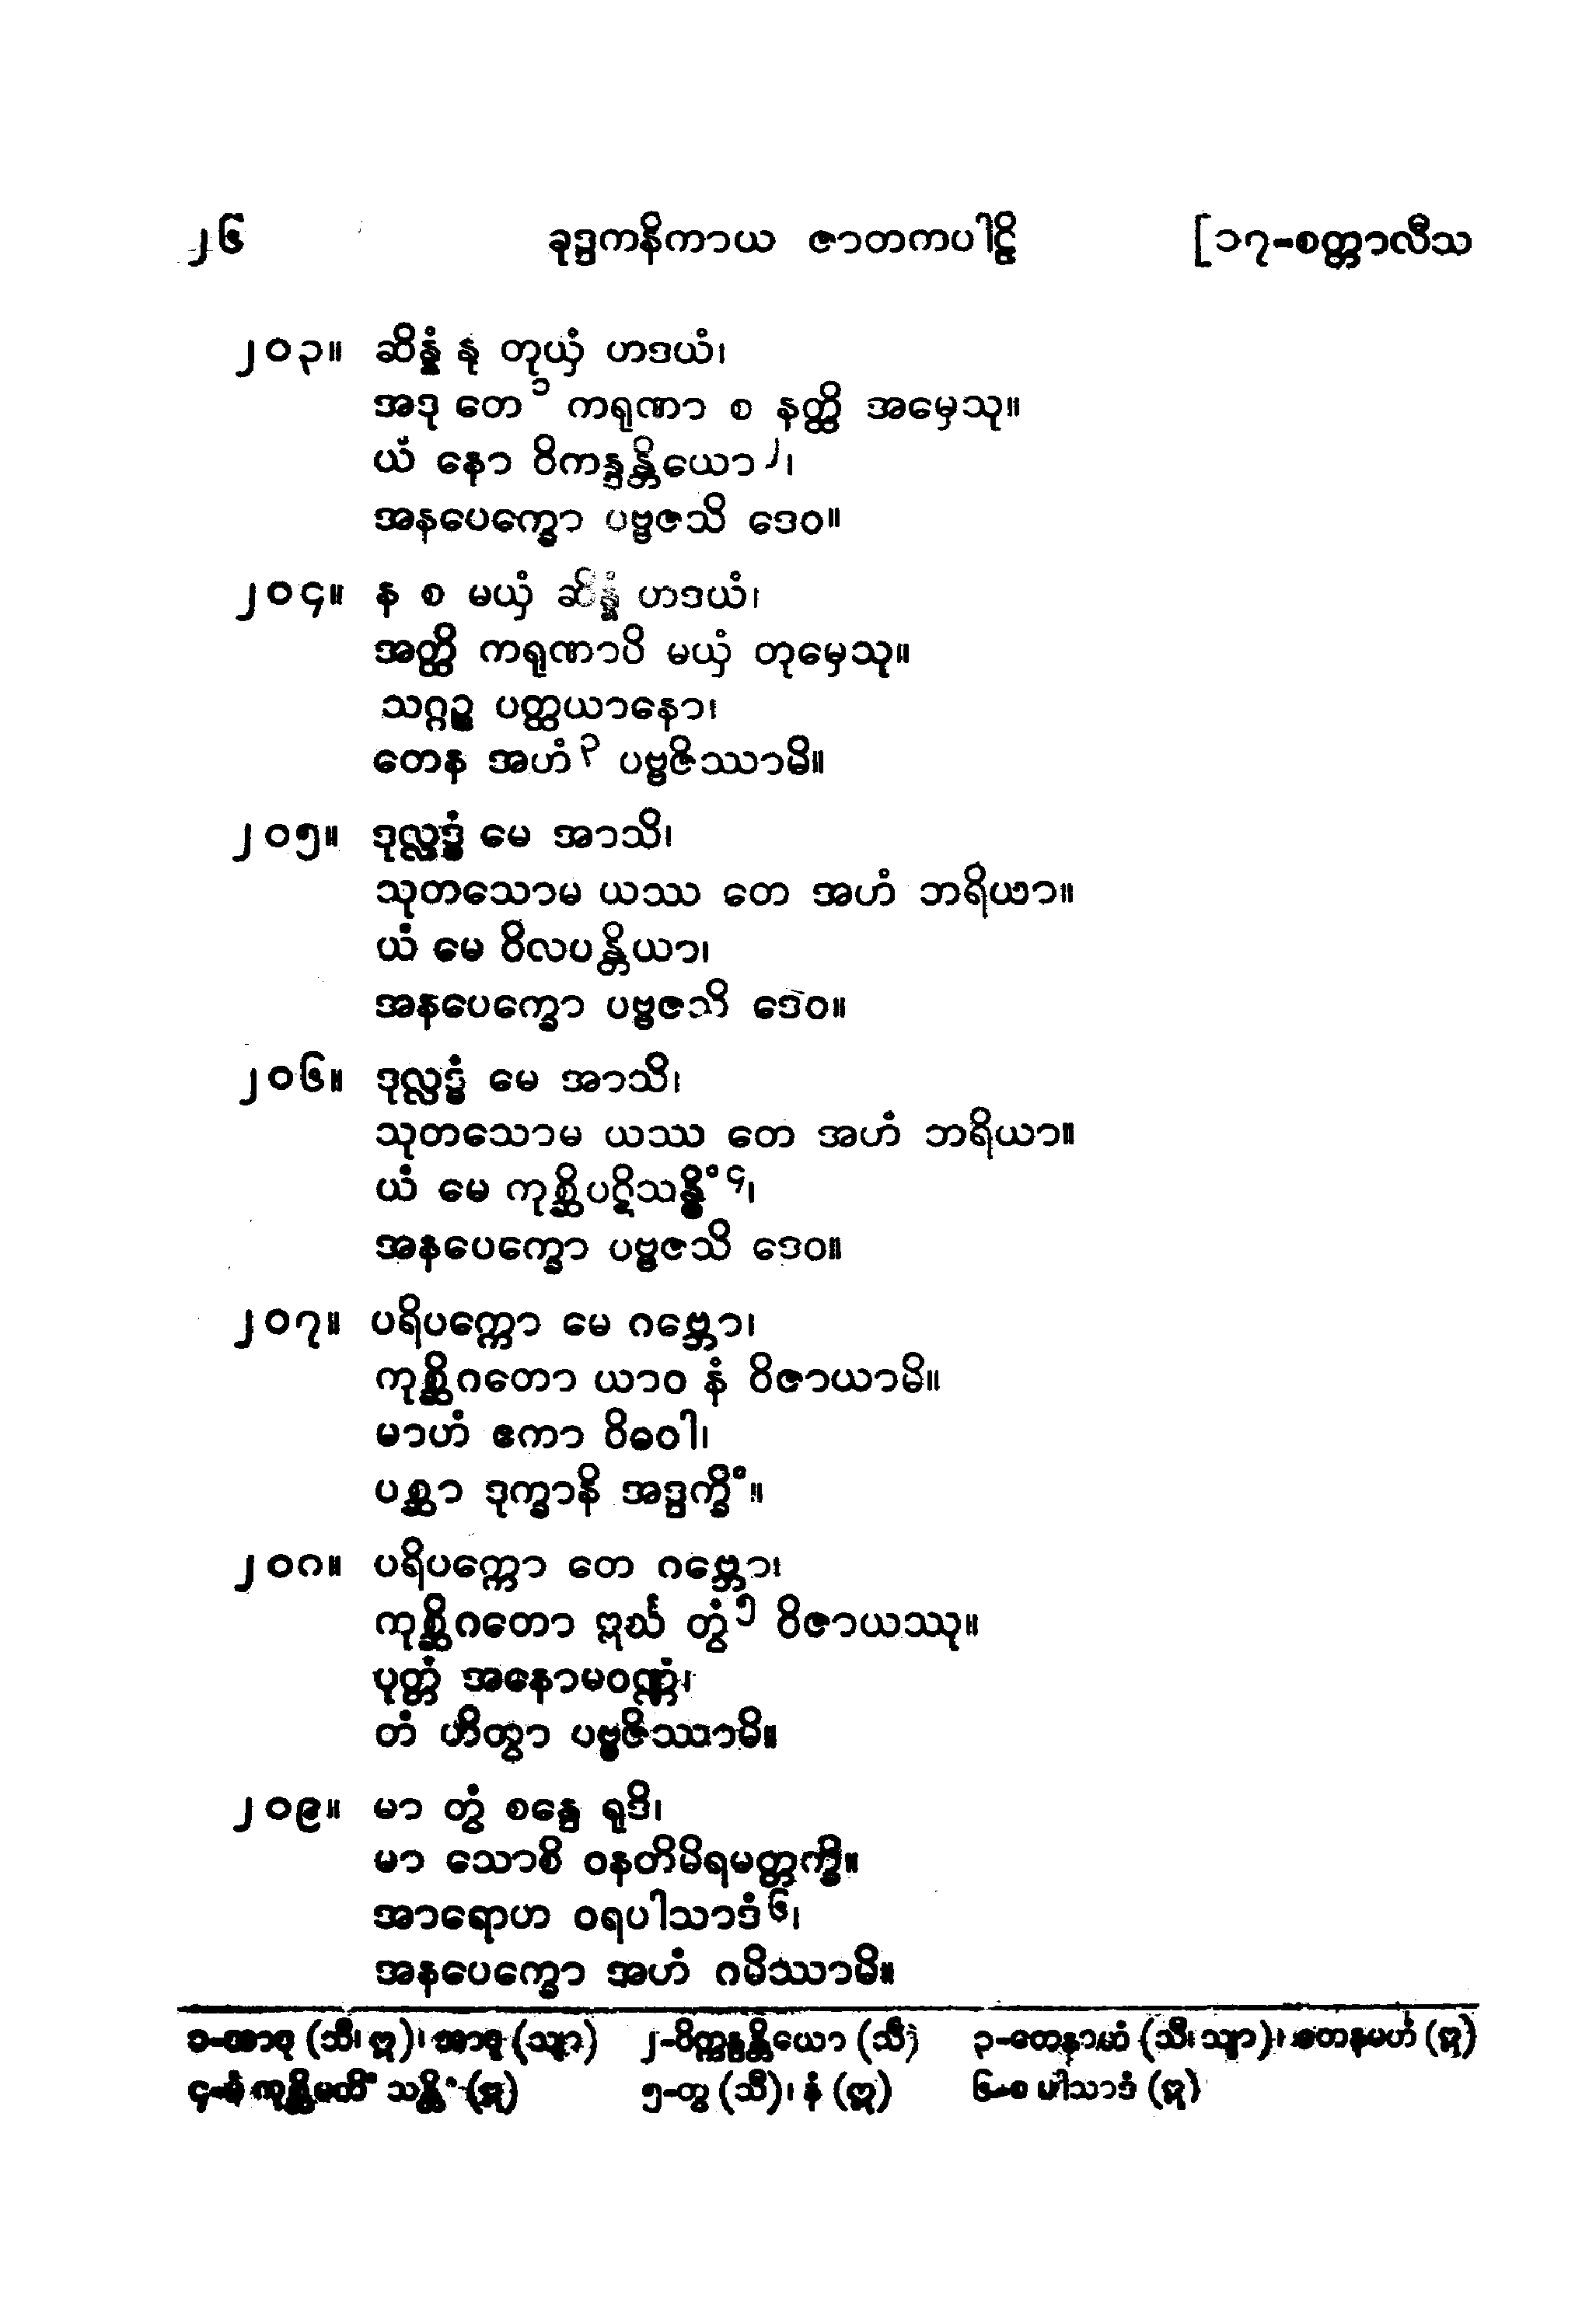 ၂၆ ခုဒ္ဒကနိကာယ ဇာတကပါဠိ [၁၇-စတ္တာလီသ
၂၀၃။ ဆိန္နံ နု တုယှံ ဟဒယံ၊
အဒု တေ ၁ ကရုဏာ စ နတ္ထိ အမှေသု။
ယံ နော ဝိကန္ဒန္တိယော ၂၊
အနပေက္ခော ပဗ္ဗဇသိ ဒေဝ။
၂၀၄။ န စ မယှံ ဆိန္နံ ဟဒယံ၊
အတ္ထိ ကရုဏာပိ မယှံ တုမှေသု။
သဂ္ဂဉ္စ ပတ္ထယာနော၊
တေန အဟံ ၃ ပဗ္ဗဇိဿာမိ။
၂၀၅။ ဒုလ္လဒ္ဓံ မေ အာသိ၊
သုတသောမ ယဿ တေ အဟံ ဘရိယာ။
ယံ မေ ဝိလပန္တိယာ၊
အနပေက္ခော ပဗ္ဗဇသိ ဒေဝ။
၂၀၆။ ဒုလ္လဒ္ဓံ မေ အာသိ၊
သုတသောမ ယဿ တေ အဟံ ဘရိယာ။
ယံ မေ ကုစ္ဆိပဋိသန္ဓိံ ၄၊
အနပေက္ခော ပဗ္ဗဇသိ ဒေဝ။
၂၀၇။ ပရိပက္ကော မေ ဂဗ္ဘော၊
ကုစ္ဆိဂတော ယာဝ နံ ဝိဇာယာမိ။
မာဟံ ဧကာ ဝိဓဝါ၊
ပစ္ဆာ ဒုက္ခာနိ အဒ္ဒက္ခိံ။
၂၀၈။ ပရိပက္ကော တေ ဂဗ္ဘော၊
ကုစ္ဆိဂတော ဣင်္ဃ တွံ ၅ ဝိဇာယဿု။
ပုတ္တံ အနောမဝဏ္ဏံ၊
တံ ဟိတွာ ပဗ္ဗဇိဿာမိ။
၂၀၉။ မာ တွံ စန္ဒေ ရုဒိ၊
မာ သောစိ ဝနတိမိရမတ္တက္ခိ။
အာရောဟ ဝရပါသာဒံ ၆၊
အနပေက္ခော အဟံ ဂမိဿာမိ။
၁-အာဒု (သီ၊ ဣ)၊ အာဒူ (သျာ) ၂-ဝိက္ကန္ဒန္တိယော (သီ) ၃-တေနာဟံ (သီ၊ သျာ)၊ တေနမဟံ (ဣ)
၄-မံ ကုစ္ဆိမတိံ သန္တိံ (ဣ) ၅-တွ (သီ)၊ နံ (ဣ) ၆-စ ပါသာဒံ (ဣ)